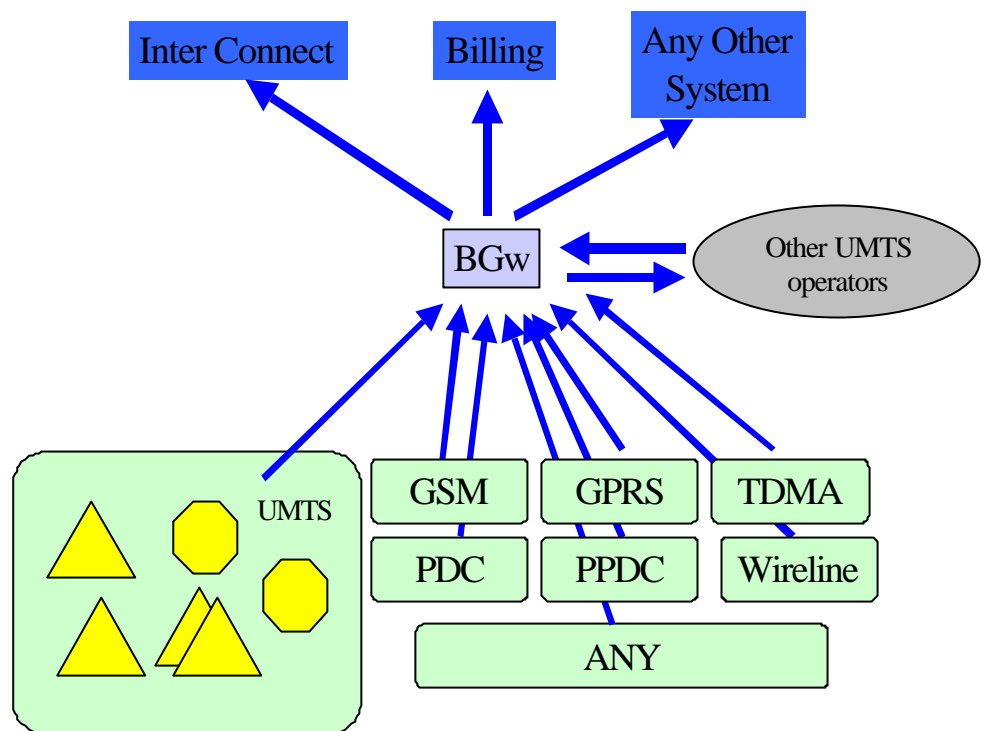 Inter Connect
Billing
Any Other
System
BGw
Other UMTS
operators
UMTS
GSM
GPRS
TDMA
PDC
PPDC
Wireline
ANY